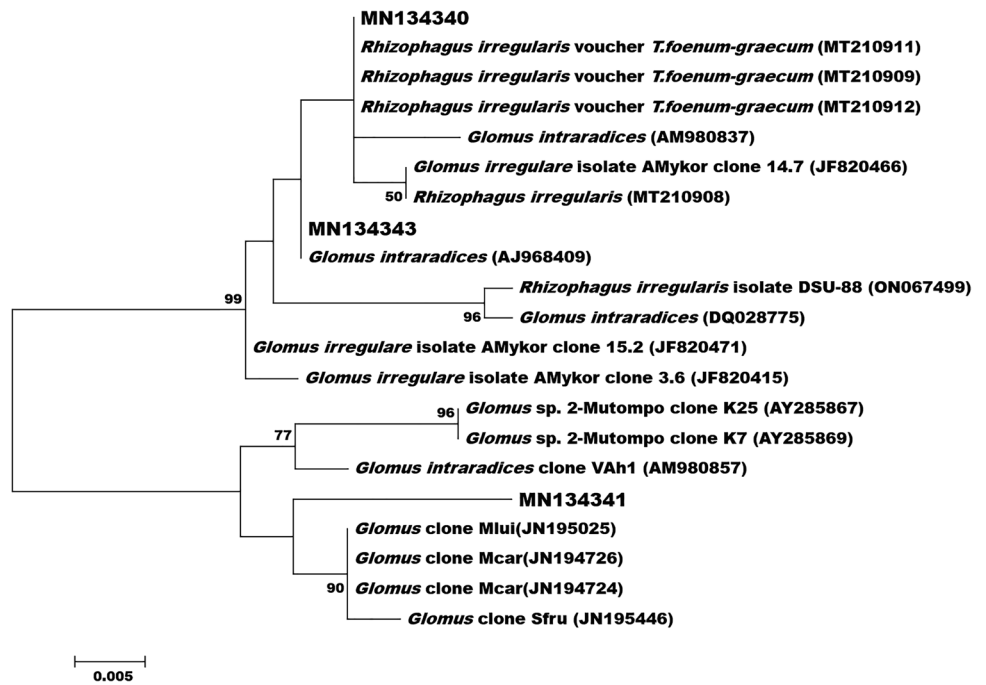 MN134340
Rhizophagus irregularis voucher T.foenum-graecum (MT210911)
Rhizophagus irregularis voucher T.foenum-graecum (MT210909)
Rhizophagus irregularis voucher T.foenum-graecum (MT210912)
Glomus intraradices (AM980837)
Glomus irregulare isolate AMykor clone 14.7 (JF820466)
50
Rhizophagus irregularis (MT210908)
MN134343
Glomus intraradices (AJ968409)
Rhizophagus irregularis isolate DSU-88 (ON067499)
99
96
Glomus intraradices (DQ028775)
Glomus irregulare isolate AMykor clone 15.2 (JF820471)
Glomus irregulare isolate AMykor clone 3.6 (JF820415)
96
Glomus sp. 2-Mutompo clone K25 (AY285867)
77
Glomus sp. 2-Mutompo clone K7 (AY285869)
Glomus intraradices clone VAh1 (AM980857)
MN134341
Glomus clone Mlui(JN195025)
Glomus clone Mcar(JN194726)
90
Glomus clone Mcar(JN194724)
Glomus clone Sfru (JN195446)
0.005